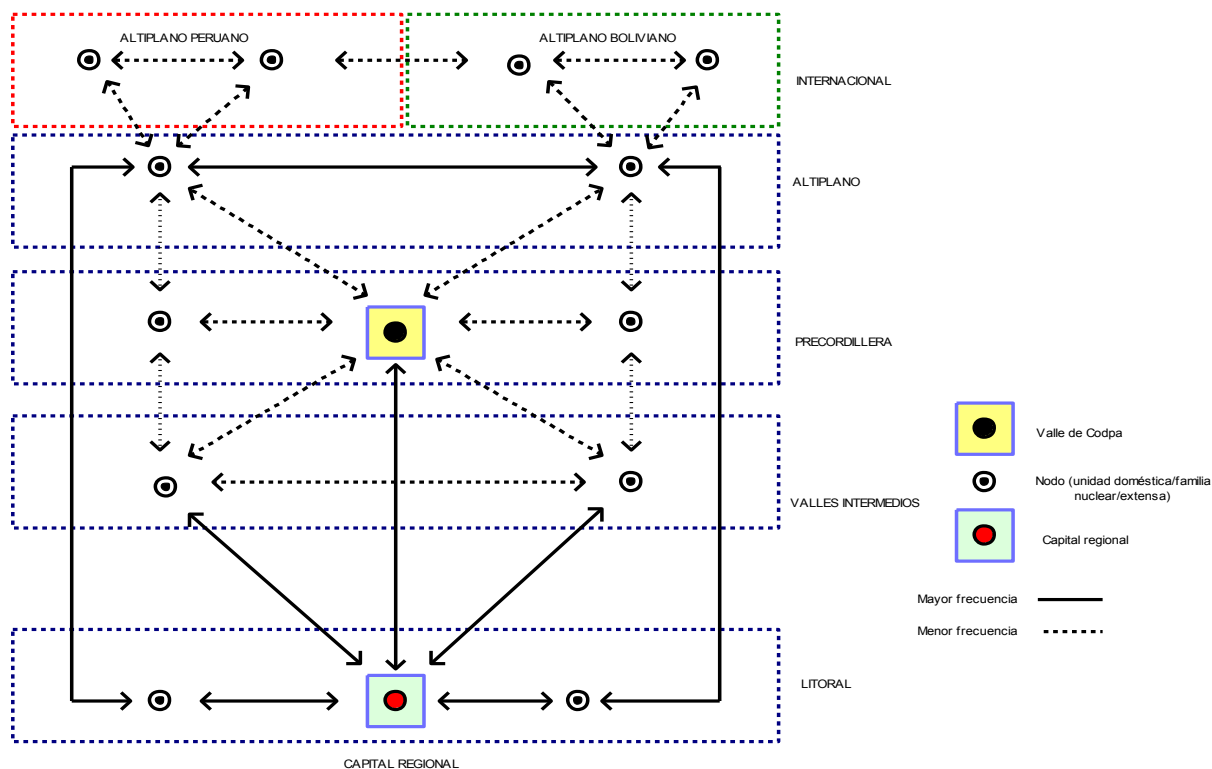 ALTIPLANO PERUANO
ALTIPLANO BOLIVIANO
INTERNACIONAL
ALTIPLANO
PRECORDILLERA
VALLES INTERMEDIOS
LITORAL
CAPITAL REGIONAL
Valle de Codpa
Nodo (unidad doméstica/familia
nuclear/extensa)
Capital regional
Mayor frecuencia
Menor frecuencia